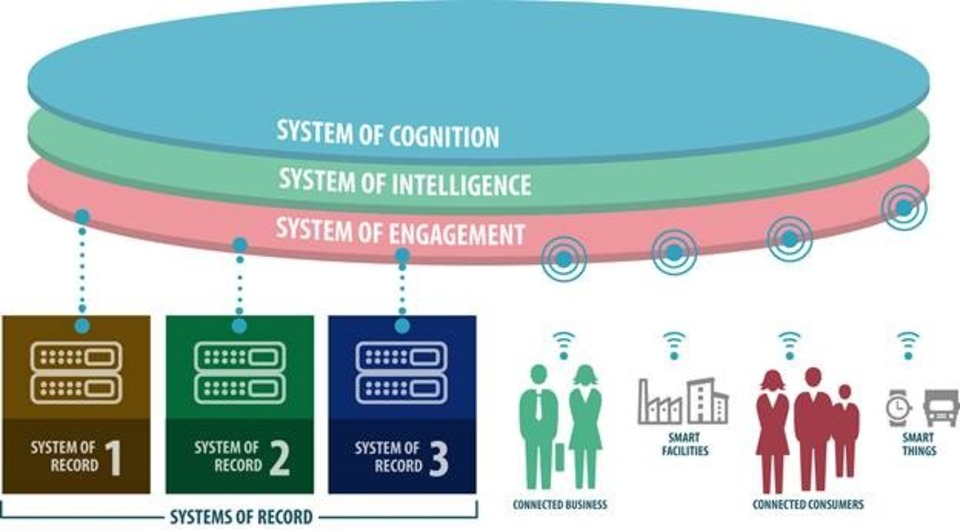 SYSTEM OF COGNITION
SYSTEM OF INTELLIGENCE
SYSTEM OF ENGAGEMENT
SYSTEM OF
RECORD 1
SYSTEM OF
RECORD 2
SYSTEM OF
RECORD 3
SYSTEMS OF RECORD
CONNECTED BUSINESS
SMART
FACILITIES
CONNECTED CONSUMERS
SMART
THINGS